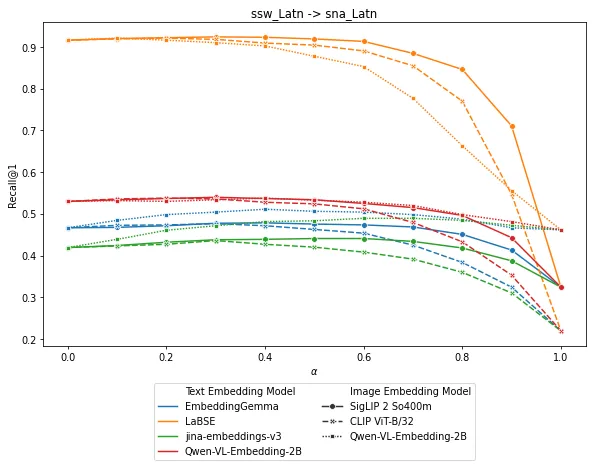 ssw_Latn -> sna_Latn
Recall@1
0.9
0.8
0.7
0.6
0.5
0.4
0.3
0.2
0.0 0.2 0.4 0.6 0.8 1.0
α
Text Embedding Model Image Embedding Model
EmbeddingGemma SigLIP 2 So400m
LaBSE CLIP ViT-B/32
jina-embeddings-v3 Qwen-VL-Embedding-2B
Qwen-VL-Embedding-2B